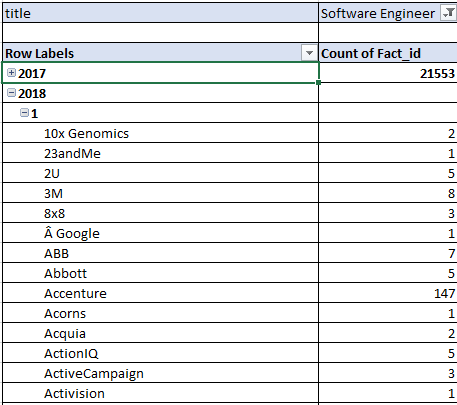 title Software Engineer
Row Labels Count of Fact_id
2017 21553
2018
1
10x Genomics 2
23andMe 1
2U 5
3M 8
8x8 3
Â Google 1
ABB 7
Abbott 5
Accenture 147
Acorns 1
Acquia 2
ActionIQ 5
ActiveCampaign 3
Activision 1